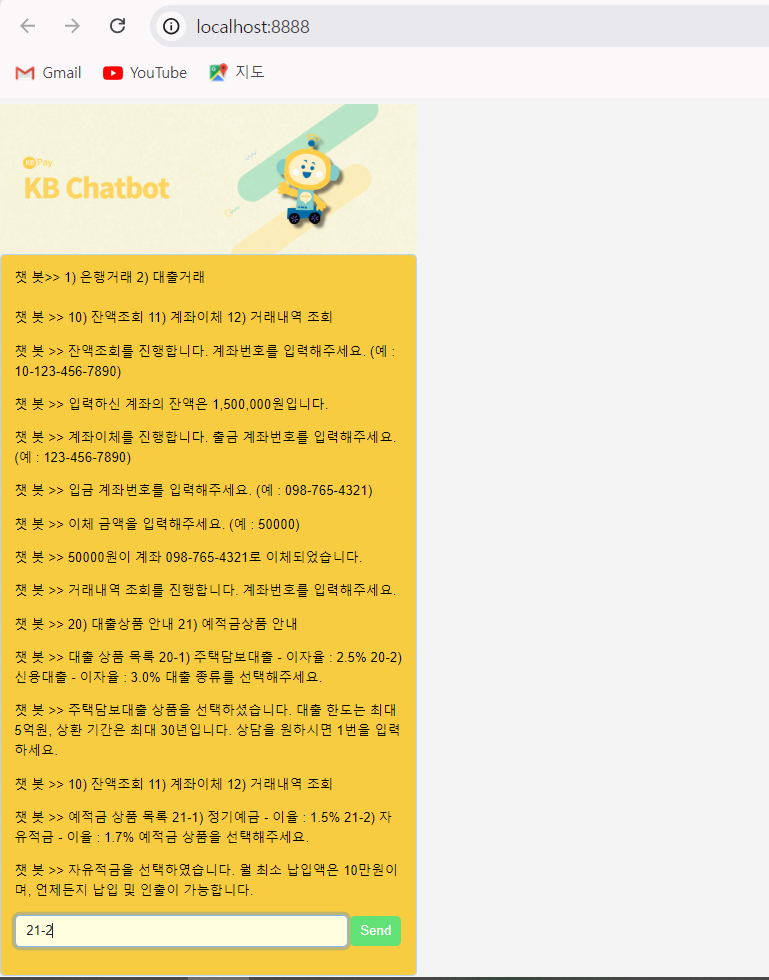 localhost:8888
Gmail YouTube 지도
KB Pay
KB Chatbot
챗 봇>> 1) 은행거래 2) 대출거래
챗 봇 >> 10) 잔액조회 11) 계좌이체 12) 거래내역 조회
챗 봇 >> 잔액조회를 진행합니다. 계좌번호를 입력해주세요. (예 :
10-123-456-7890)
챗 봇 >> 입력하신 계좌의 잔액은 1,500,000원입니다.
챗 봇 >> 계좌이체를 진행합니다. 출금 계좌번호를 입력해주세요.
(예 : 123-456-7890)
챗 봇 >> 입금 계좌번호를 입력해주세요. (예 : 098-765-4321)
챗 봇 >> 이체 금액을 입력해주세요. (예 : 50000)
챗 봇 >> 50000원이 계좌 098-765-4321로 이체되었습니다.
챗 봇 >> 거래내역 조회를 진행합니다. 계좌번호를 입력해주세요.
챗 봇 >> 20) 대출상품 안내 21) 예적금상품 안내
챗 봇 >> 대출 상품 목록 20-1) 주택담보대출 - 이자율 : 2.5% 20-2)
신용대출 - 이자율 : 3.0% 대출 종류를 선택해주세요.
챗 봇 >> 주택담보대출 상품을 선택하셨습니다. 대출 한도는 최대
5억원, 상환 기간은 최대 30년입니다. 상담을 원하시면 1번을 입력
하세요.
챗 봇 >> 10) 잔액조회 11) 계좌이체 12) 거래내역 조회
챗 봇 >> 예적금 상품 목록 21-1) 정기예금 - 이율 : 1.5% 21-2) 자
유적금 - 이율 : 1.7% 예적금 상품을 선택해주세요.
챗 봇 >> 자유적금을 선택하였습니다. 월 최소 납입액은 10만원이
며, 언제든지 납입 및 인출이 가능합니다.
21-2 Send